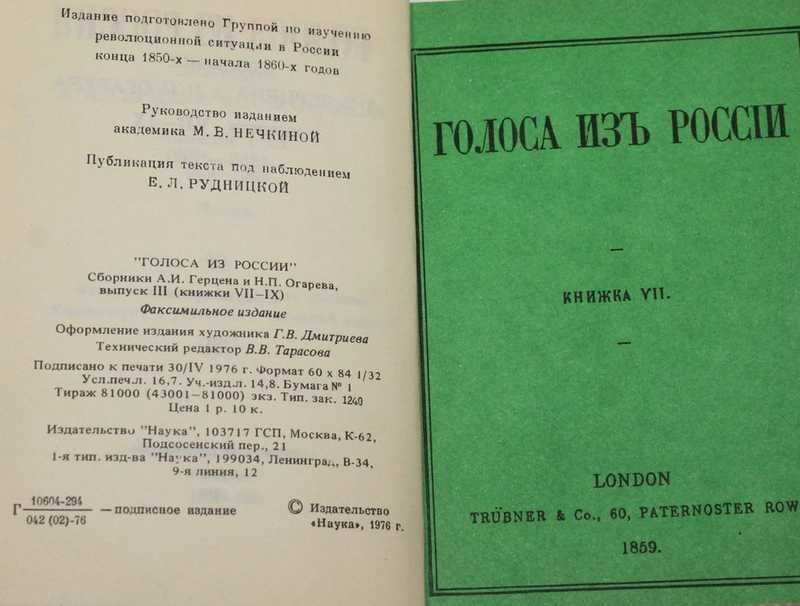 Издание подготовлено Группой по изучению
революционной ситуации в России
конца 1850-х — начала 1860-х годов
Руководство изданием
академика М. В. НЕЧКИНОЙ
Публикация текста под наблюдением
Е. Л. РУДНИЦКОЙ
"ГОЛОСА ИЗ РОССИИ"
Сборники А.И. Герцена и Н.П. Огарева,
выпуск III (книжки VII—IX)
Факсимильное издание
Оформление издания художника Г.В. Дмитриева
Технический редактор В.В. Тарасова
Подписано к печати 30/IV 1976 г. Формат 60 х 84 1/32
Усл.печ.л. 16,7. Уч.-изд.л. 14,8. Бумага № 1
Тираж 81000 (43001—81000) экз. Тип. зак. 1240
Цена 1 р. 10 к.
Издательство "Наука", 103717 ГСП, Москва, К-62,
Подсосенский пер., 21
1-я тип. изд-ва "Наука", 199034, Ленинград, В-34,
9-я линия, 12
Г 10604-294
042 (02)-76 —подписное издание
© Издательство
«Наука», 1976 г.
ГОЛОСА ИЗЪ РОССІИ
—
КНИЖКА VII.
—
LONDON
TRÜBNER & Co., 60, PATERNOSTER ROW
1859.